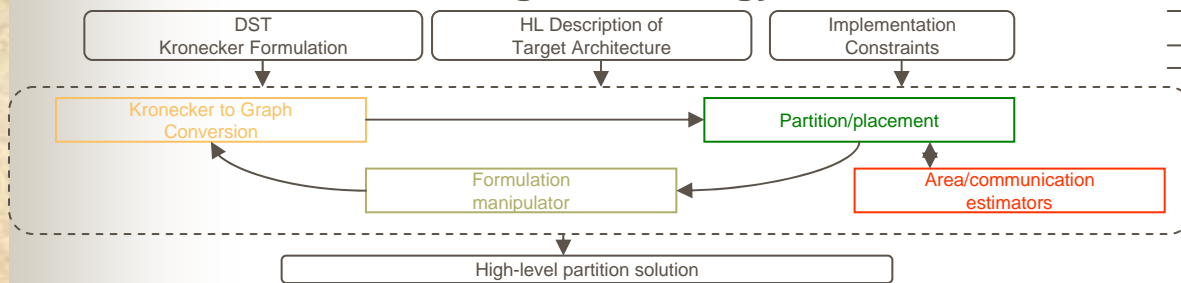 DST
Kronecker Formulation
HL Description of
Target Architecture
Implementation
Constraints
Kronecker to Graph
Conversion
Partition/placement
Formulation
manipulator
Area/communication
estimators
High-level partition solution